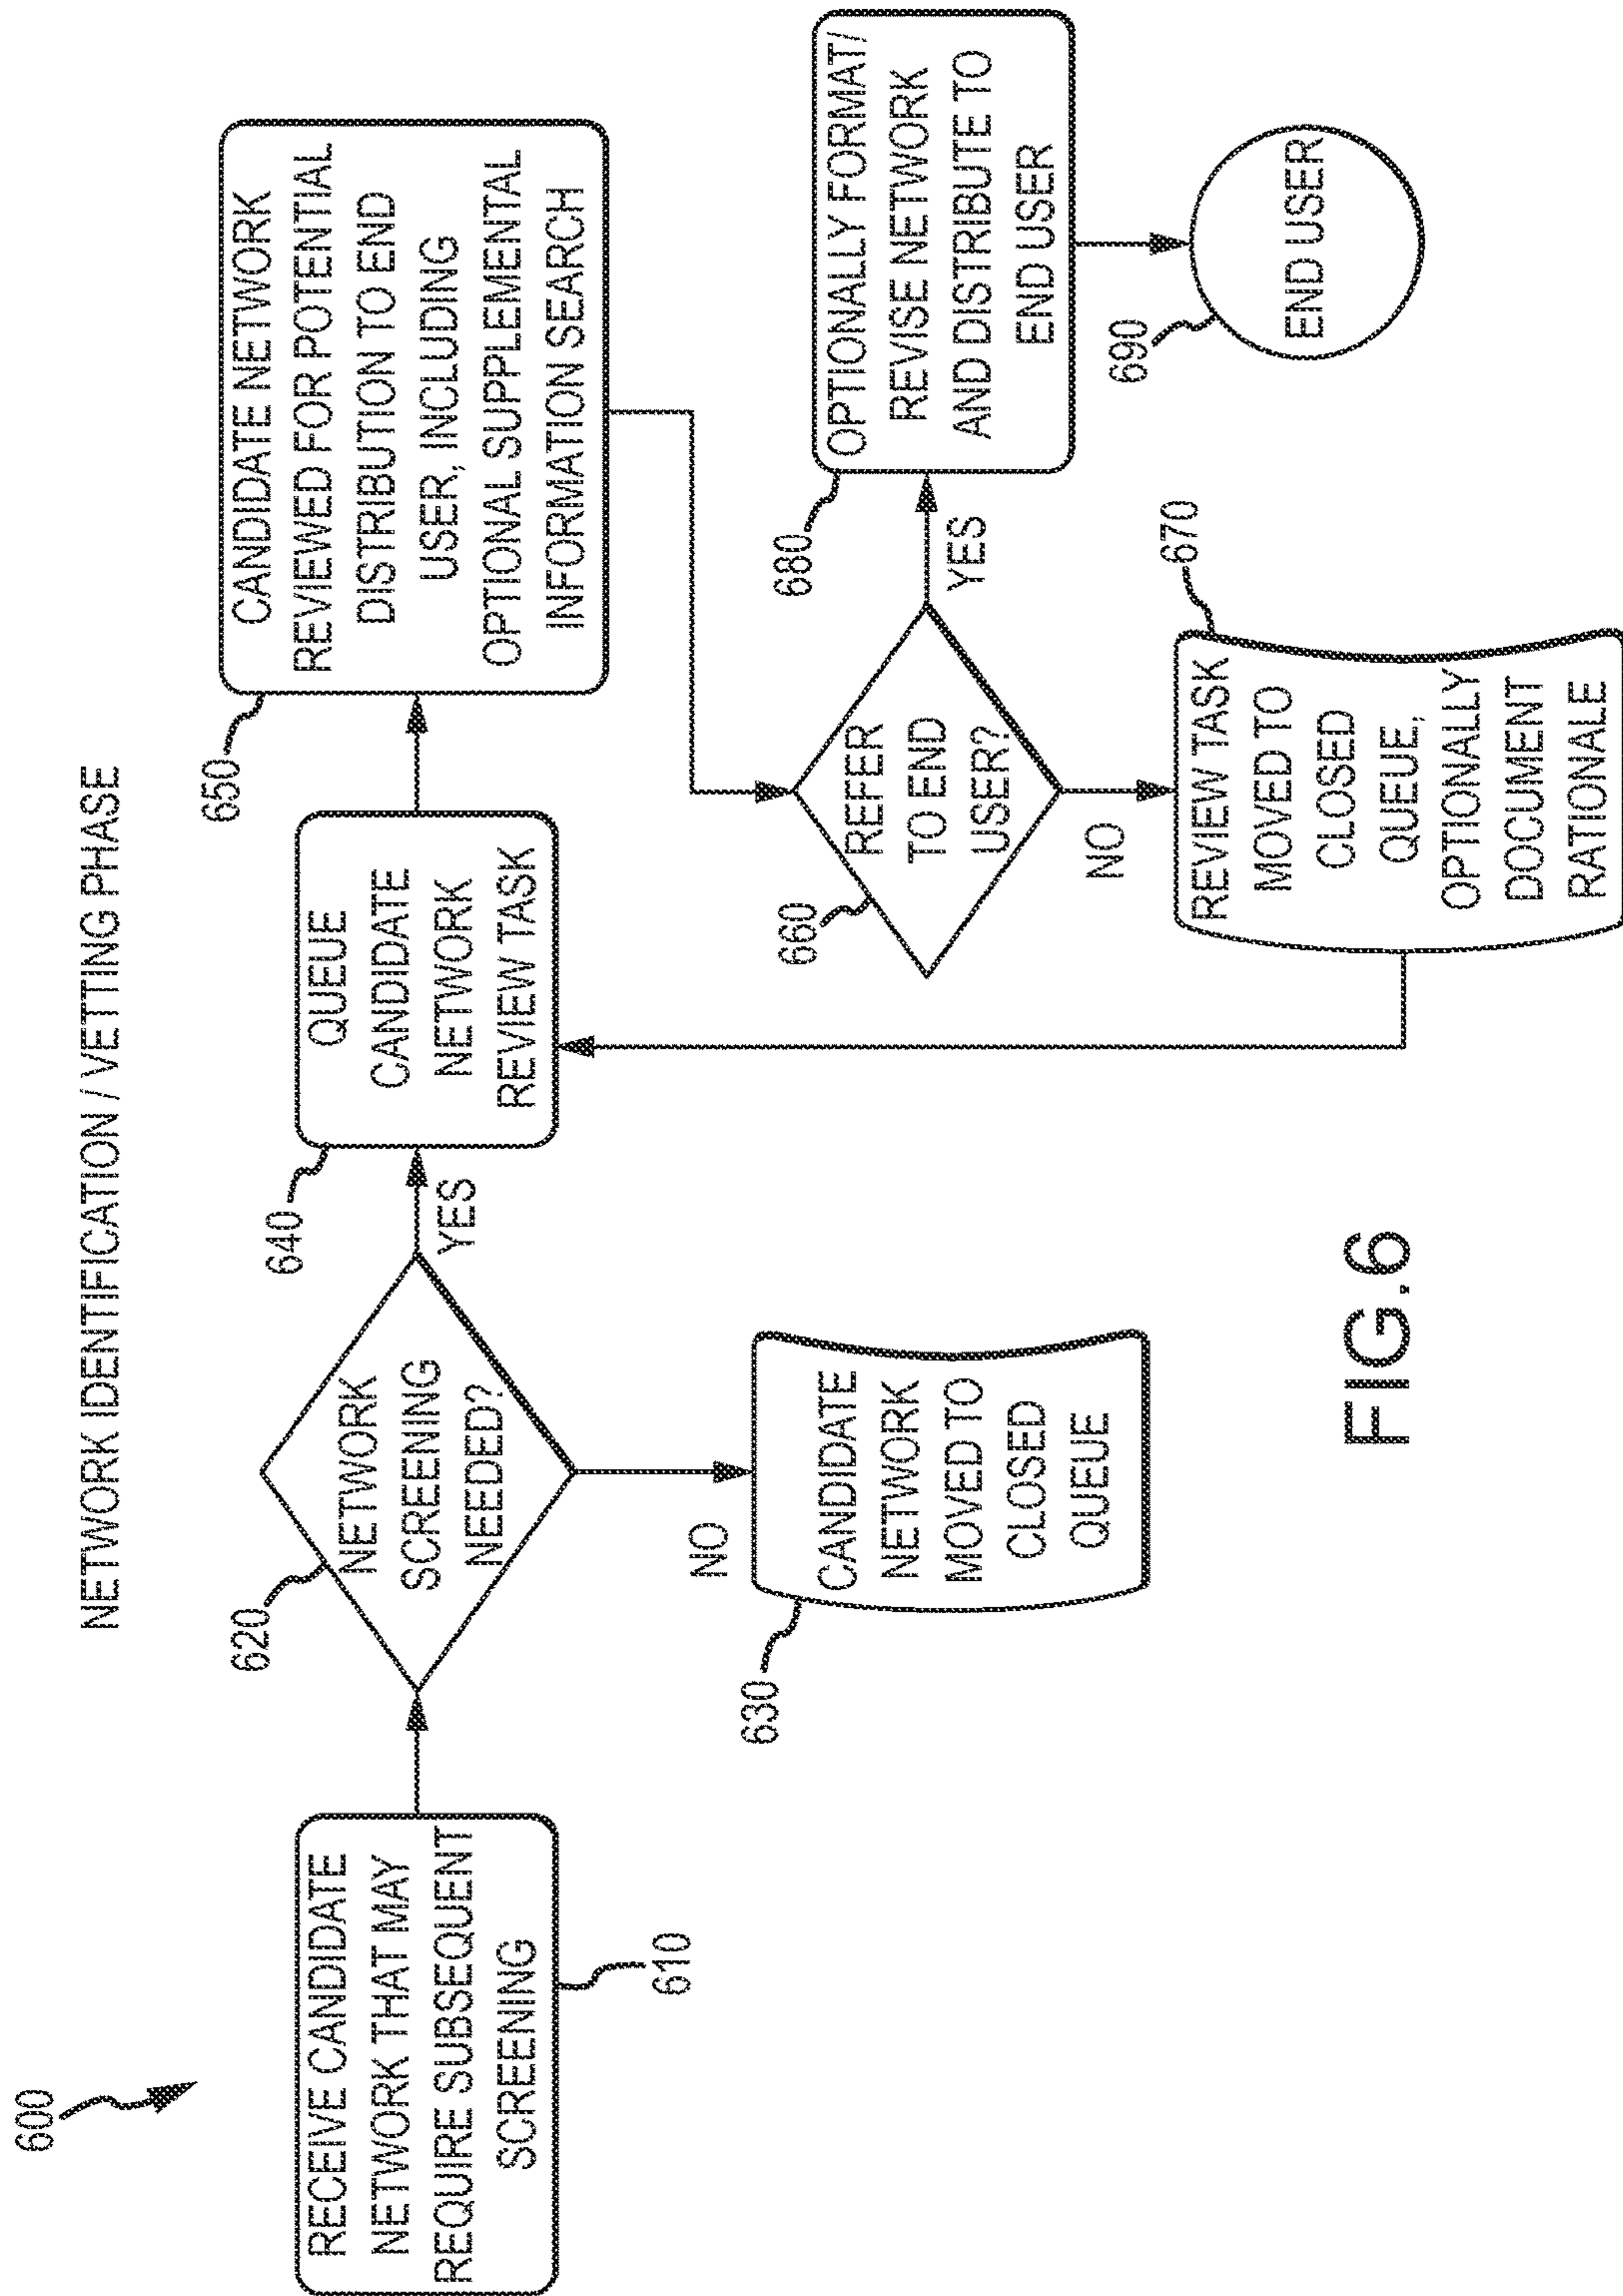 NETWORK IDENTIFICATION / VETTING PHASE
600
RECEIVE CANDIDATE
NETWORK THAT MAY
REQUIRE SUBSEQUENT
SCREENING
610
620
NETWORK
SCREENING
NEEDED?
YES
NO
630
CANDIDATE
NETWORK
MOVED TO
CLOSED
QUEUE
640
QUEUE
CANDIDATE
NETWORK
REVIEW TASK
650
CANDIDATE NETWORK
REVIEWED FOR POTENTIAL
DISTRIBUTION TO END
USER, INCLUDING
OPTIONAL SUPPLEMENTAL
INFORMATION SEARCH
660
REFER
TO END
USER?
YES
NO
670
REVIEW TASK
MOVED TO
CLOSED
QUEUE,
OPTIONALLY
DOCUMENT
RATIONALE
680
OPTIONALLY FORMAT/
REVISE NETWORK
AND DISTRIBUTE TO
END USER
690
END USER
FIG.6